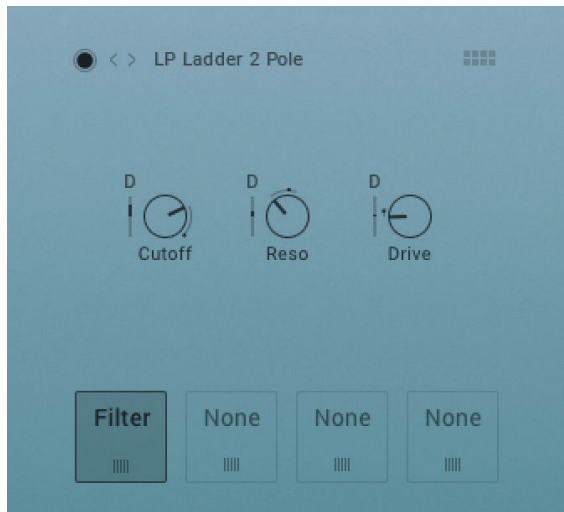 LP Ladder 2 Pole
D D D
Cutoff Reso Drive
Filter None None None